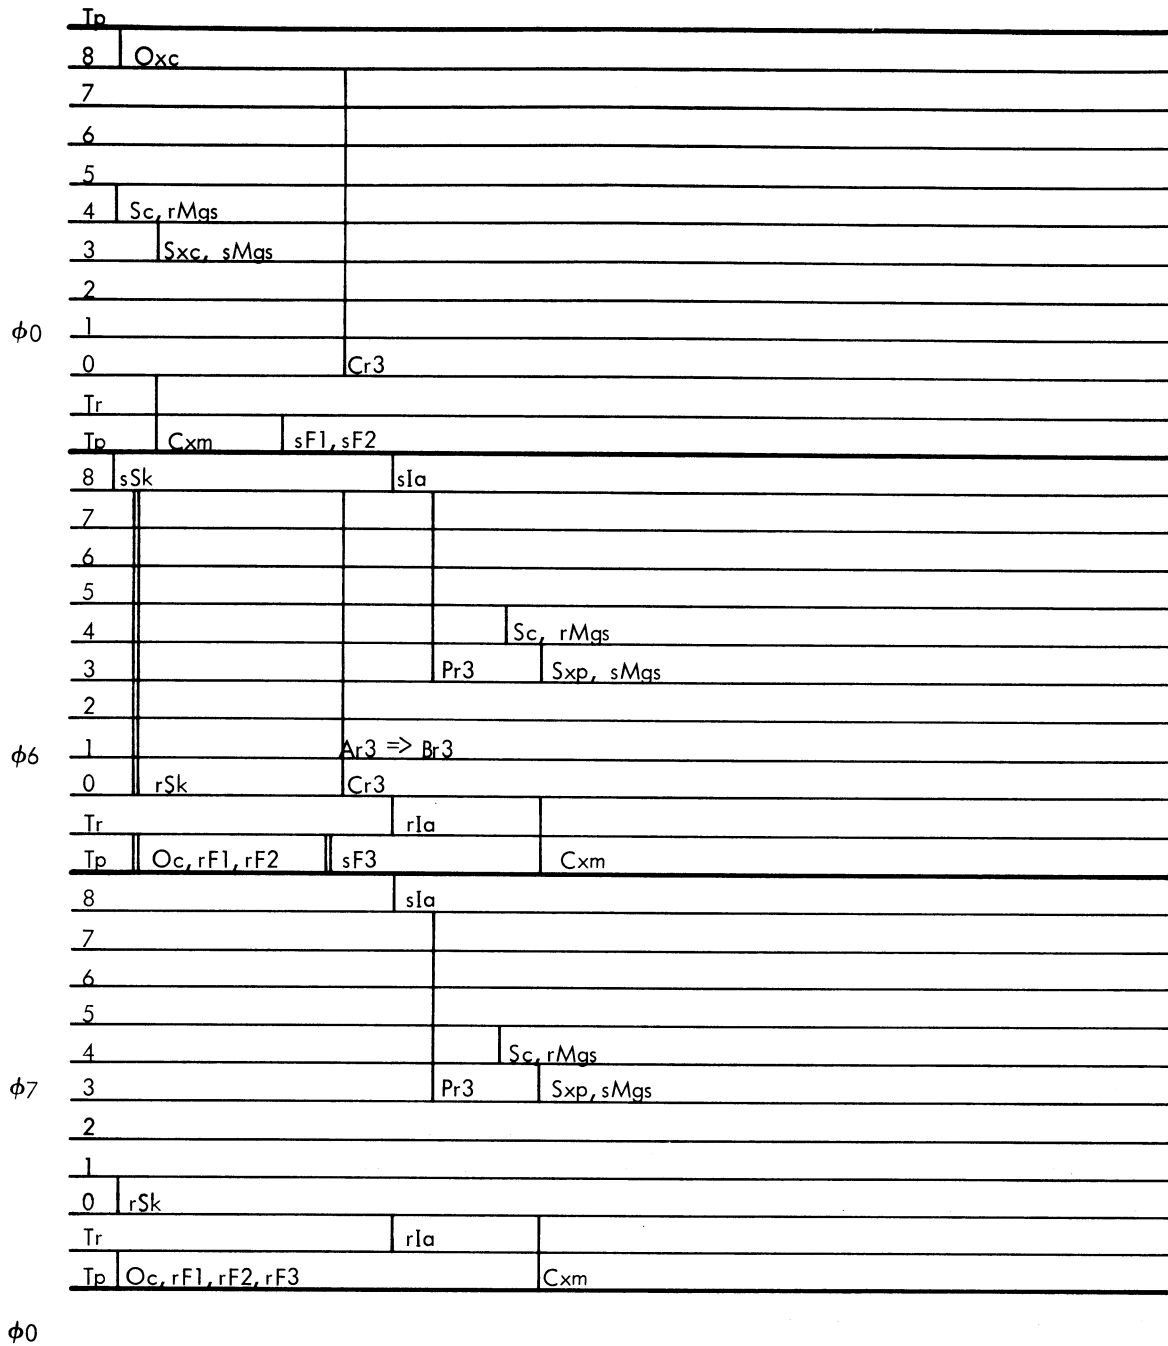 Tp
8 Oxc
7
6
5
4 Sc, rMgs
3 Sxc, sMgs
2
ϕ0 1
0 Cr3
Tr
Tp Cxm sF1, sF2
8 sSk sIa
7
6
5
4 Sc, rMgs
3 Pr3 Sxp, sMgs
2
ϕ6 1 Ar3 => Br3
0 rSk Cr3
Tr rIa
Tp Oc, rF1, rF2 sF3 Cxm
8 sIa
7
6
5
4 Sc, rMgs
ϕ7 3 Pr3 Sxp, sMgs
2
1
0 rSk
Tr rIa
Tp Oc, rF1, rF2, rF3 Cxm
ϕ0